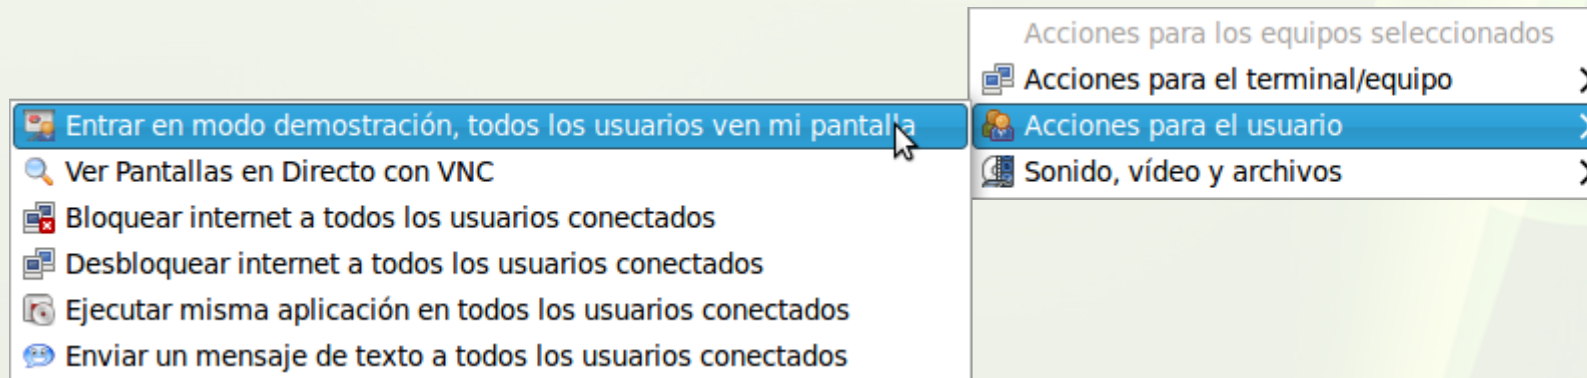 Acciones para los equipos seleccionados
Acciones para el terminal/equipo
Acciones para el usuario
Sonido, vídeo y archivos
Entrar en modo demostración, todos los usuarios ven mi pantalla
Ver Pantallas en Directo con VNC
Bloquear internet a todos los usuarios conectados
Desbloquear internet a todos los usuarios conectados
Ejecutar misma aplicación en todos los usuarios conectados
Enviar un mensaje de texto a todos los usuarios conectados